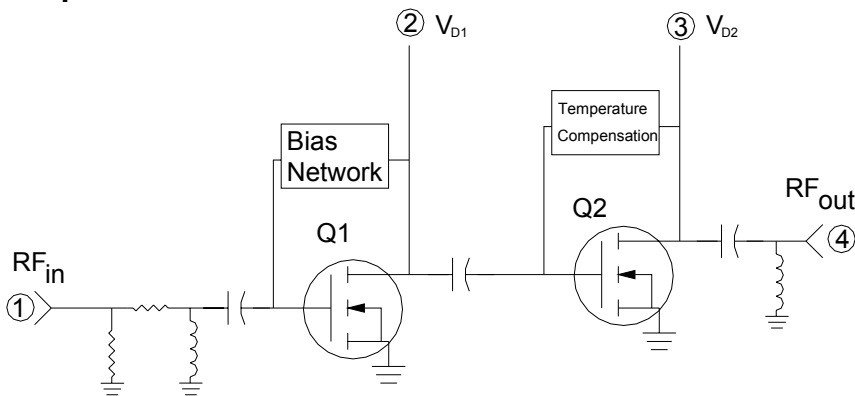 ② V_D1
③ V_D2
Bias
Network
Temperature
Compensation
Q1
Q2
RF_in
①
RF_out
④